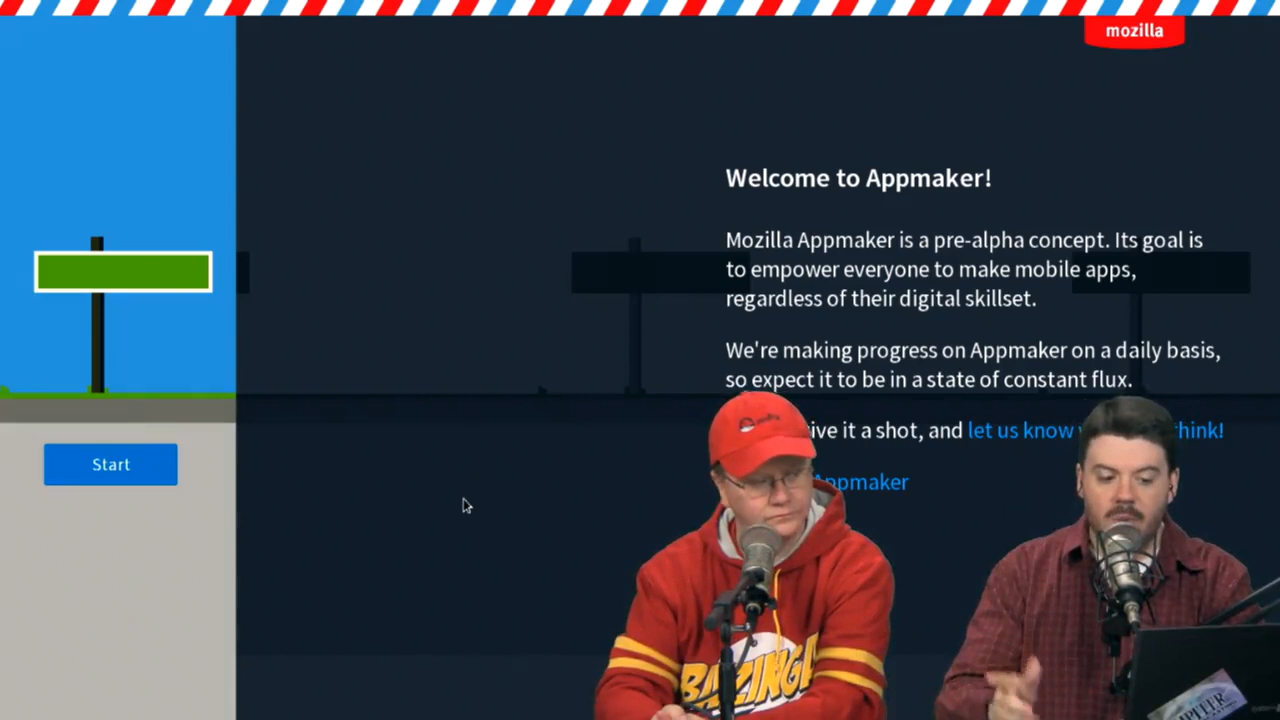 mozilla
Welcome to Appmaker!
Mozilla Appmaker is a pre-alpha concept. Its goal is
to empower everyone to make mobile apps,
regardless of their digital skillset.
We're making progress on Appmaker on a daily basis,
so expect it to be in a state of constant flux.
it a shot, and let us know think!
Appmaker
Start
BAZINGA